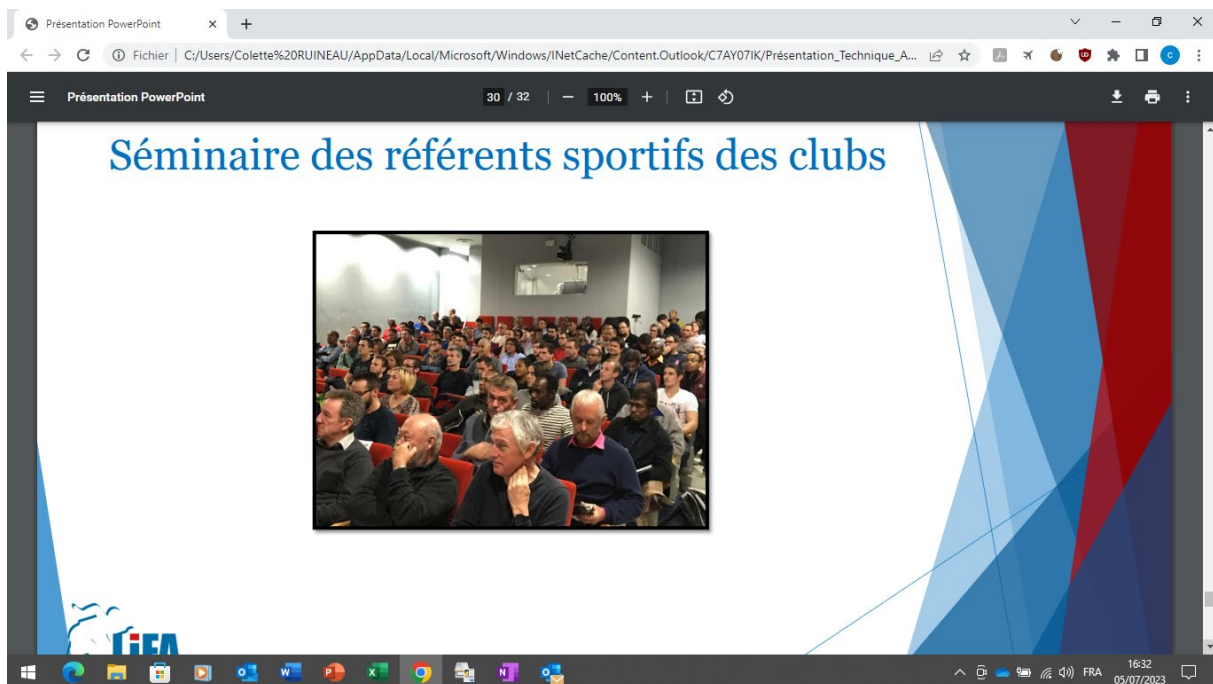 Présentation PowerPoint
Fichier | C:/Users/Colette%20RUINEAU/AppData/Local/Microsoft/Windows/INetCache/Content.Outlook/C7AY07IK/Présentation_Technique_A...
Présentation PowerPoint
30 / 32
100%
Séminaire des référents sportifs des clubs
LiFA
FRA
16:32
05/07/2023